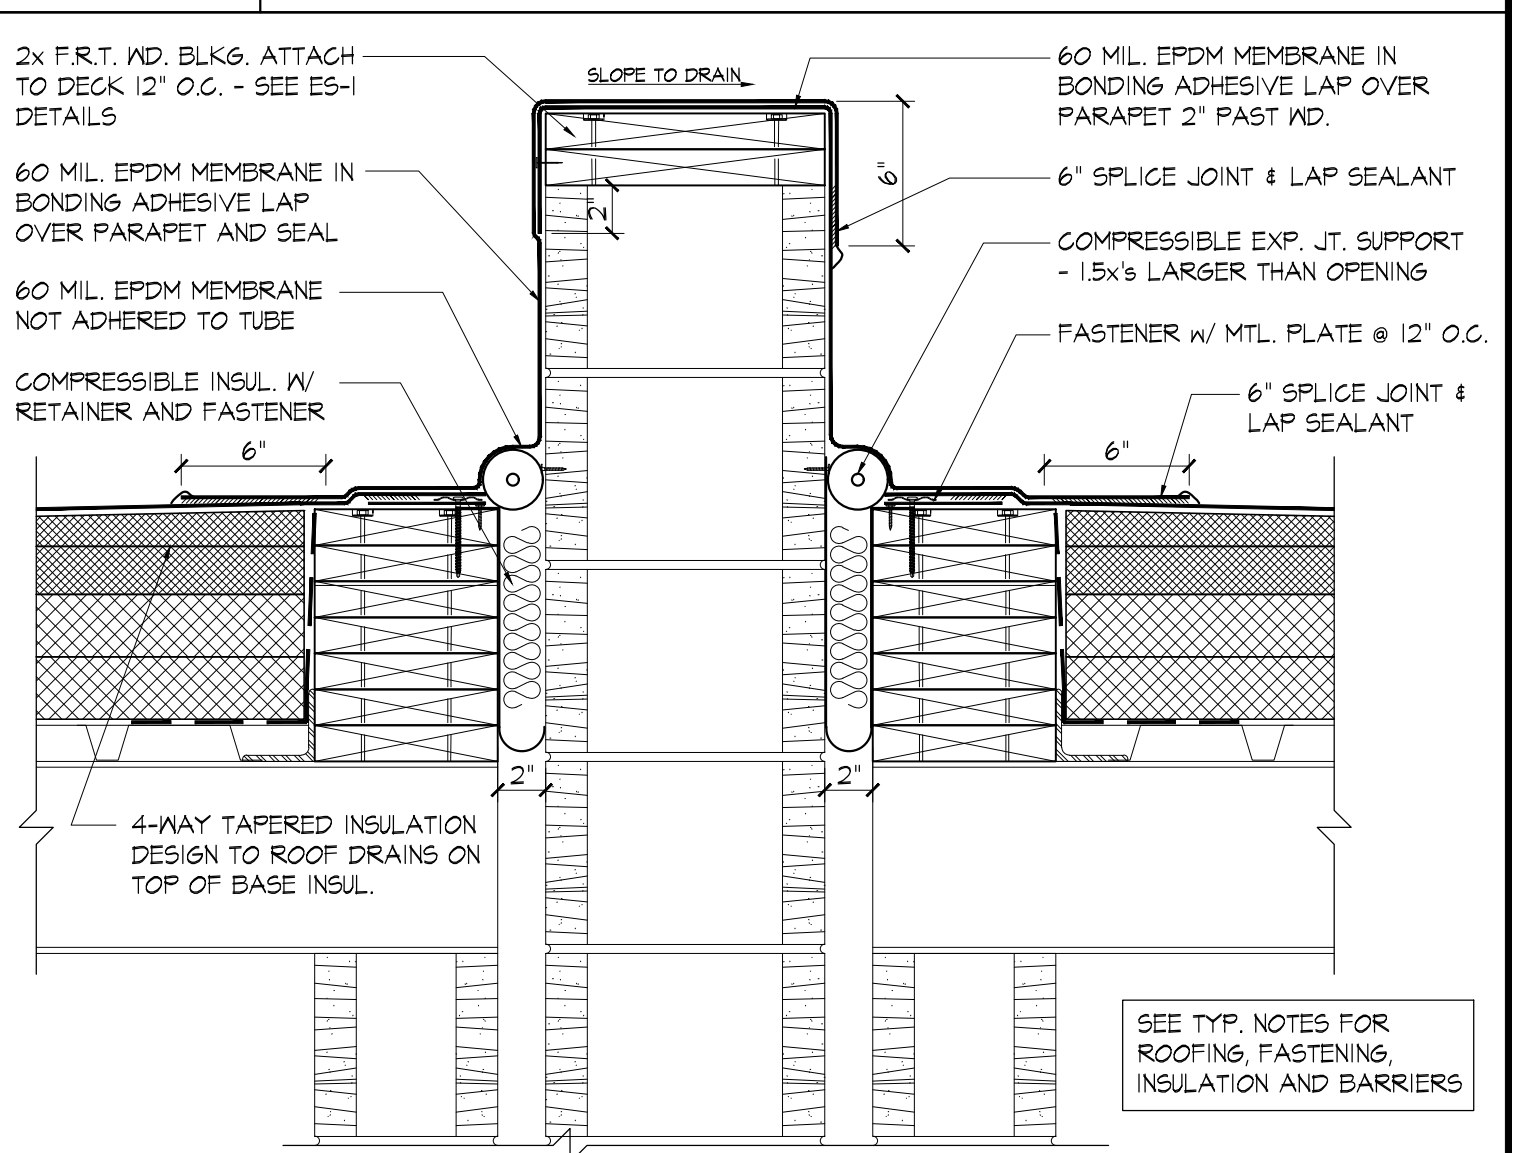 2x F.R.T. WD. BLKG. ATTACH
TO DECK 12" O.C. - SEE ES-1
DETAILS
60 MIL. EPDM MEMBRANE IN
BONDING ADHESIVE LAP
OVER PARAPET AND SEAL
60 MIL. EPDM MEMBRANE
NOT ADHERED TO TUBE
COMPRESSIBLE INSUL. W/
RETAINER AND FASTENER
6"
SLOPE TO DRAIN
2"
6"
60 MIL. EPDM MEMBRANE IN
BONDING ADHESIVE LAP OVER
PARAPET 2" PAST WD.
6" SPLICE JOINT & LAP SEALANT
COMPRESSIBLE EXP. JT. SUPPORT
- 1.5x's LARGER THAN OPENING
FASTENER W/ MTL. PLATE @ 12" O.C.
6" SPLICE JOINT &
LAP SEALANT
6"
2"
2"
4-WAY TAPERED INSULATION
DESIGN TO ROOF DRAINS ON
TOP OF BASE INSUL.
SEE TYP. NOTES FOR
ROOFING, FASTENING,
INSULATION AND BARRIERS